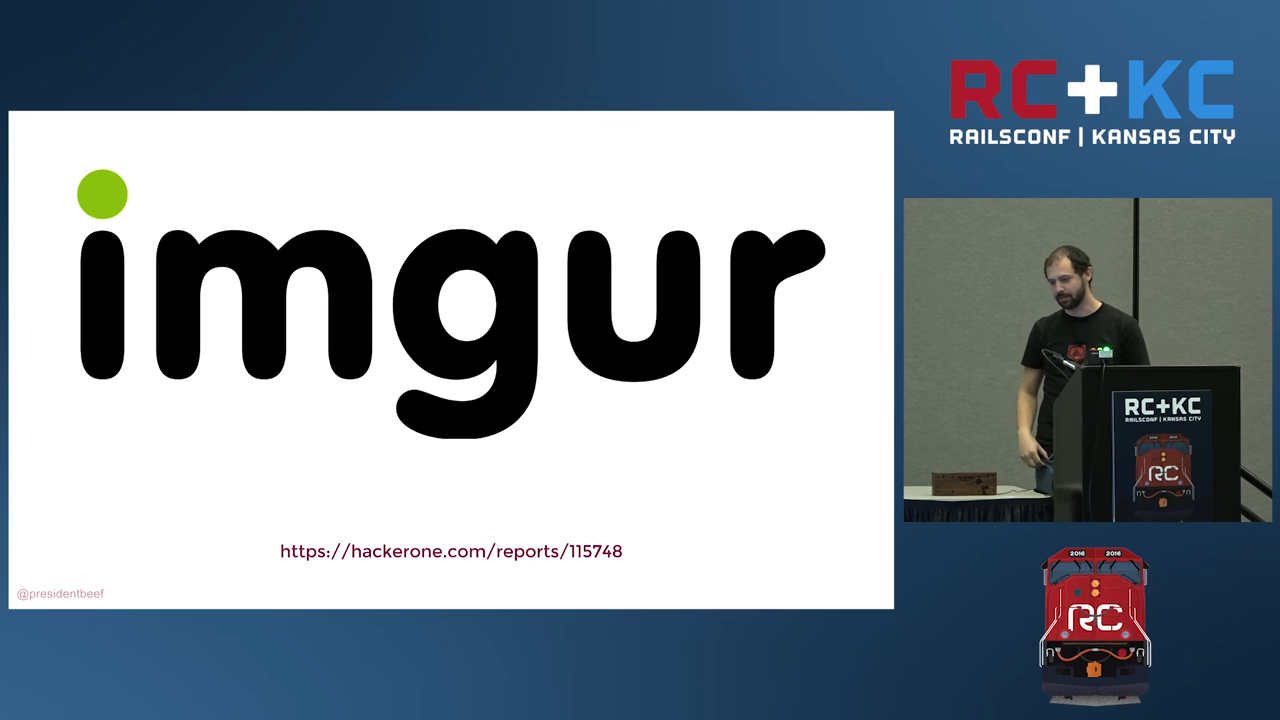 imgur
https://hackerone.com/reports/115748
@presidentbeef
RC+KC
RAILSCONF | KANSAS CITY
RC+KC
RAILSCONF | KANSAS CITY
RC
2016 2016
RC